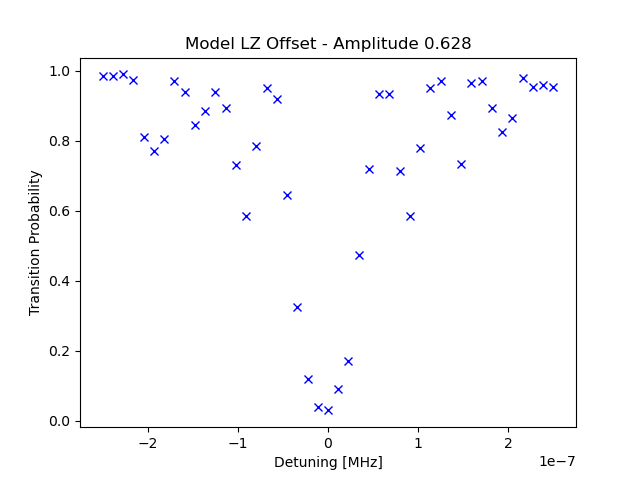 Model LZ Offset - Amplitude 0.628
1.0
0.8
0.6
0.4
0.2
0.0
Transition Probability
−2
−1
0
1
2
1e−7
Detuning [MHz]